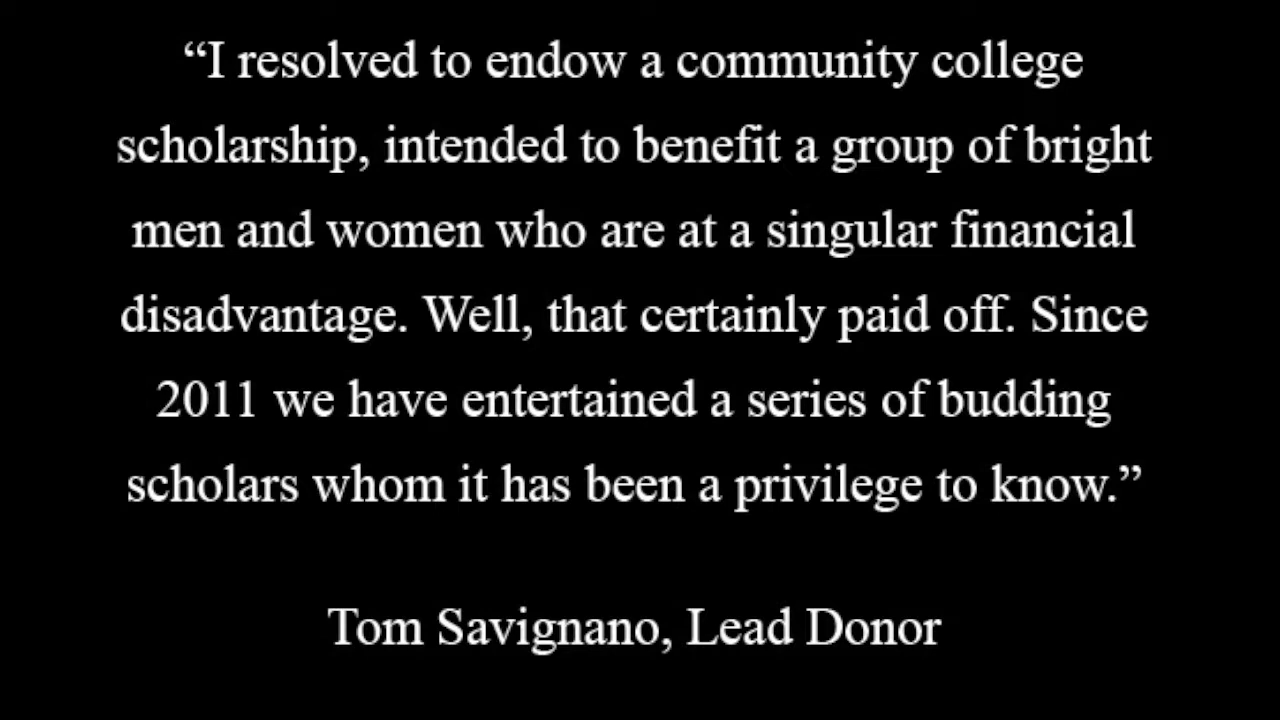 “I resolved to endow a community college
scholarship, intended to benefit a group of bright
men and women who are at a singular financial
disadvantage. Well, that certainly paid off. Since
2011 we have entertained a series of budding
scholars whom it has been a privilege to know.”
Tom Savignano, Lead Donor